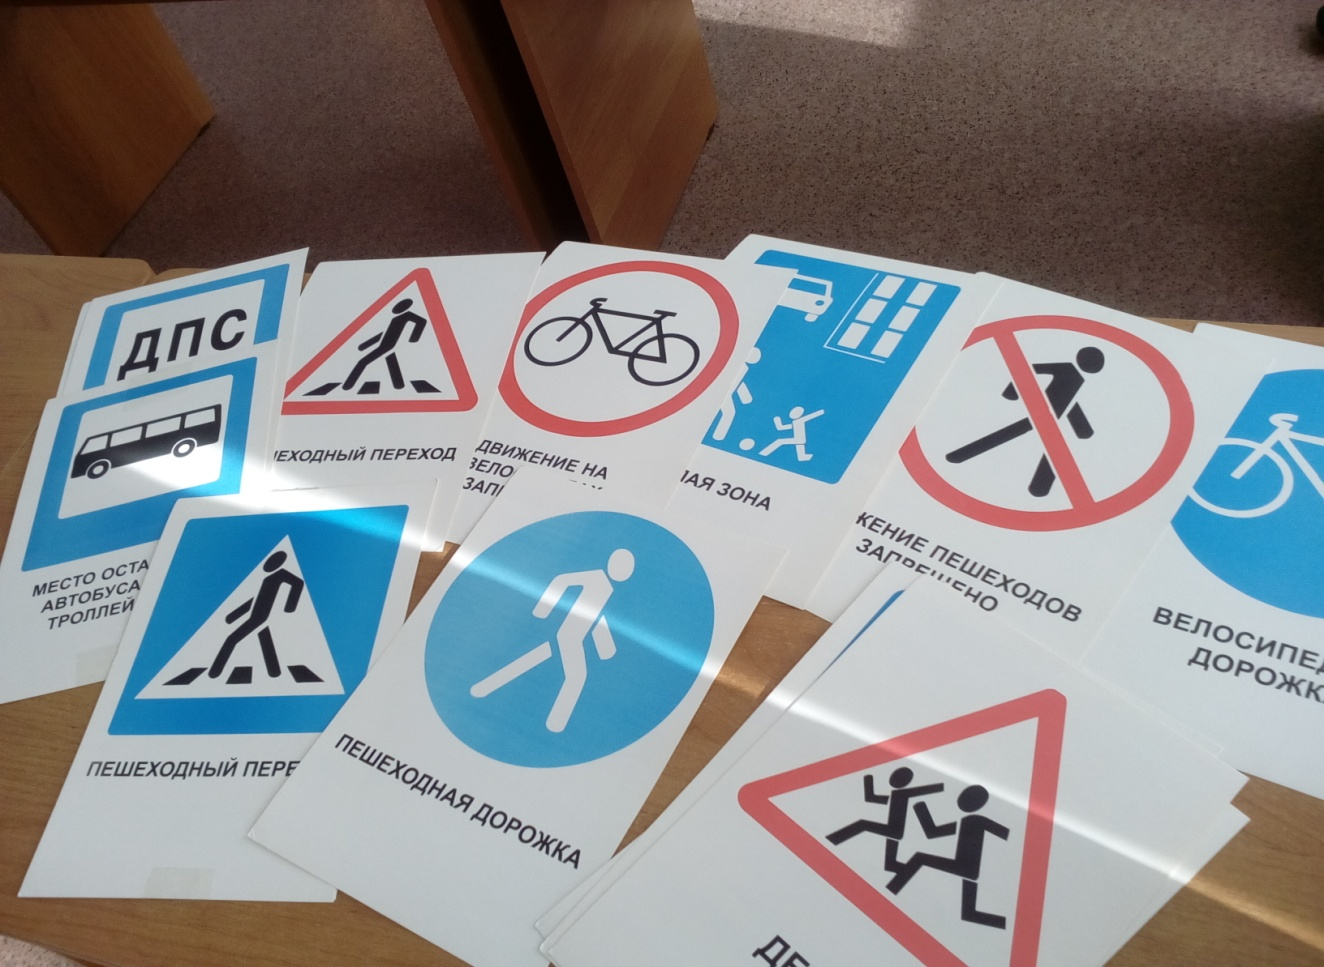 ДПС
МЕСТО ОСТА
АВТОБУСА
ТРОЛЛЕЙ
ЕХОДНЫЙ ПЕРЕХОД
ДВИЖЕНИЕ НА
ВЕЛО
ЗАП
АЯ ЗОНА
ЖЕНИЕ ПЕШЕХОДОВ
ЗАПРЕЩЕНО
ВЕЛОСИПЕД
ДОРОЖК
ПЕШЕХОДНЫЙ ПЕРЕ
ПЕШЕХОДНАЯ ДОРОЖКА
ДЕ